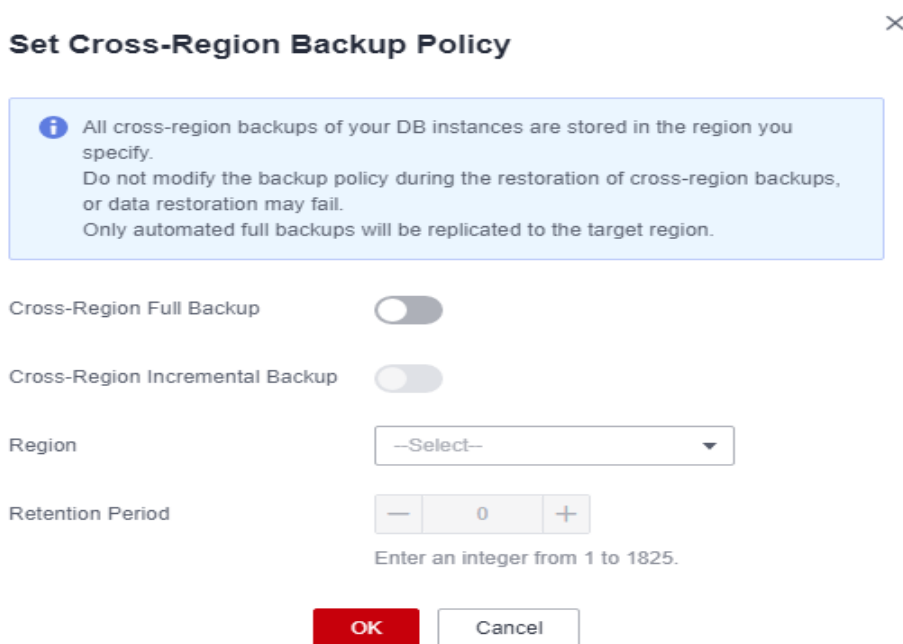 Set Cross-Region Backup Policy
All cross-region backups of your DB instances are stored in the region you
specify.
Do not modify the backup policy during the restoration of cross-region backups,
or data restoration may fail.
Only automated full backups will be replicated to the target region.
Cross-Region Full Backup
Cross-Region Incremental Backup
Region
--Select--
Retention Period
0
Enter an integer from 1 to 1825.
OK
Cancel